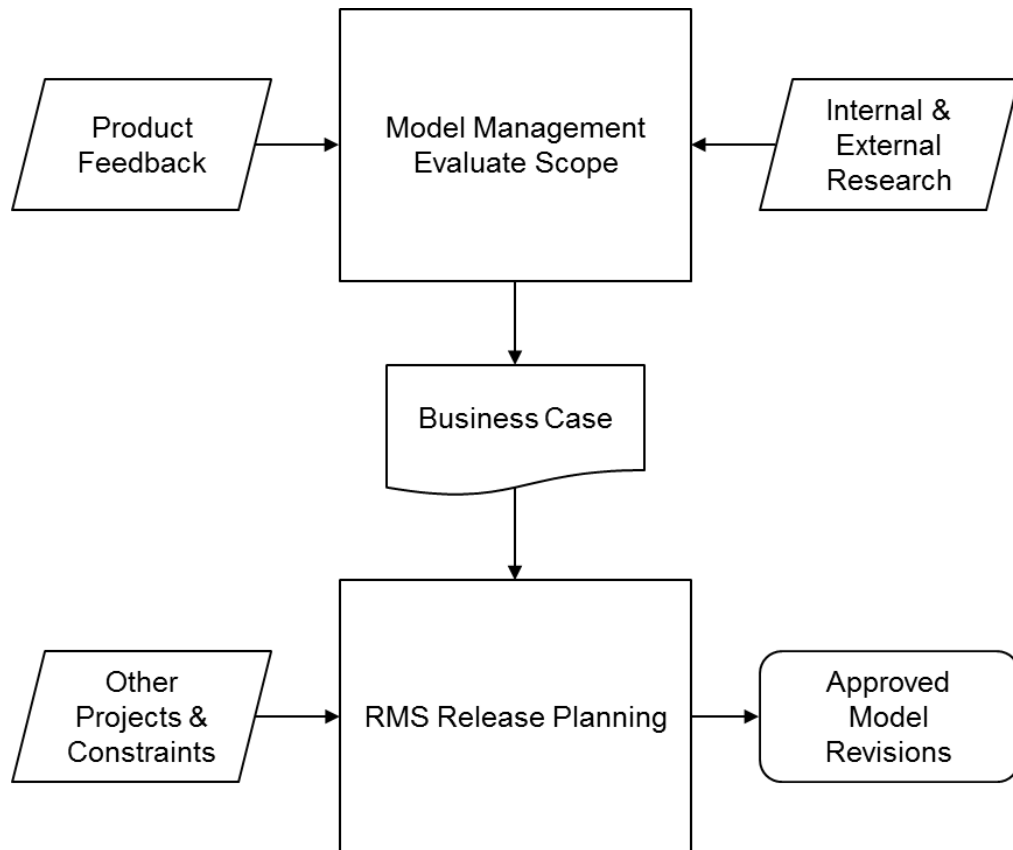 Product
Feedback
Model Management
Evaluate Scope
Internal &
External
Research
Business Case
Other
Projects &
Constraints
RMS Release Planning
Approved
Model
Revisions